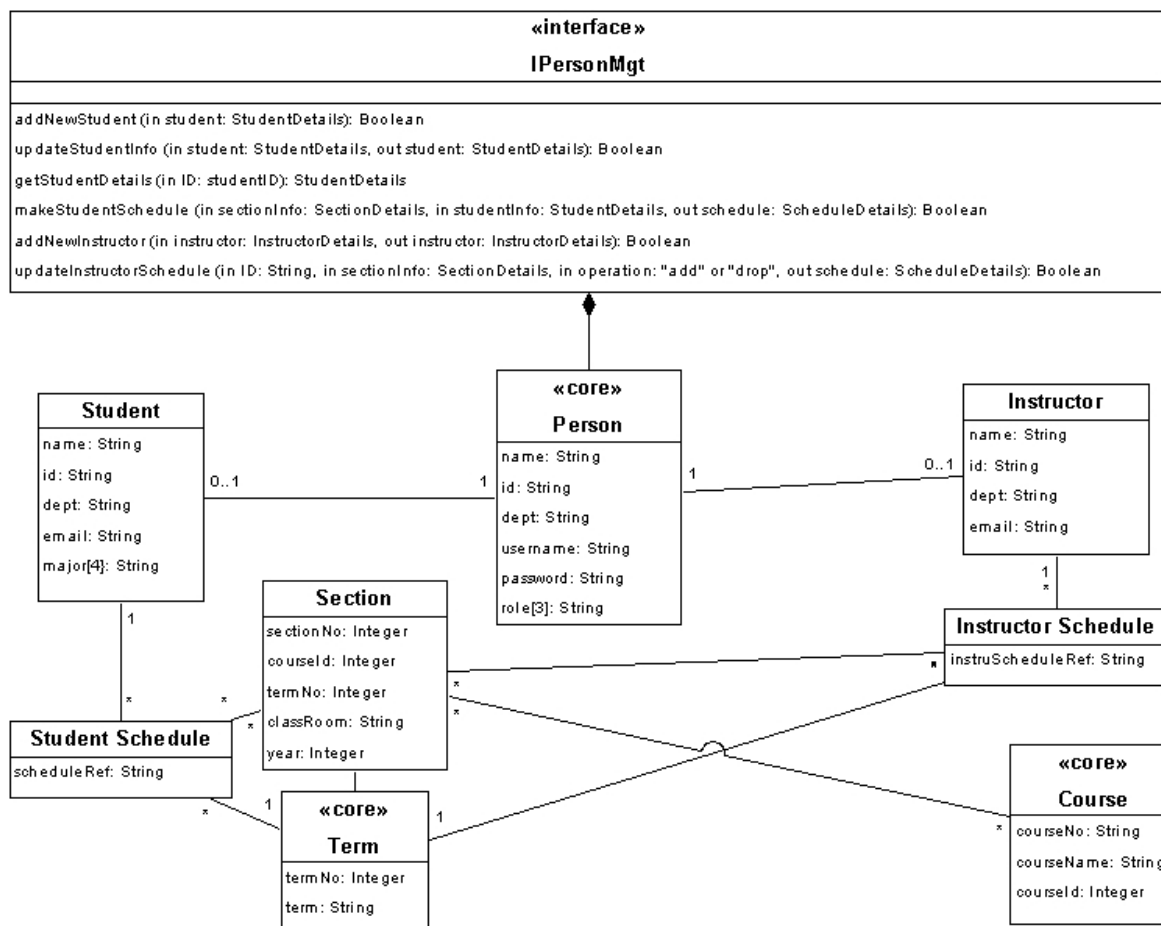 «interface»
IPersonMgt
addNewStudent (in student: StudentDetails): Boolean
updateStudentInfo (in student: StudentDetails, out student: StudentDetails): Boolean
getStudentDetails (in ID: studentID): StudentDetails
makeStudentSchedule (in sectionInfo: SectionDetails, in studentInfo: StudentDetails, out schedule: ScheduleDetails): Boolean
addNewInstructor (in instructor: InstructorDetails, out instructor: InstructorDetails): Boolean
updateInstructorSchedule (in ID: String, in sectionInfo: SectionDetails, in operation: "add" or "drop", out schedule: ScheduleDetails): Boolean
Student
name: String
id: String
dept: String
email: String
major[4}: String
0..1
1
«core»
Person
name: String
id: String
dept: String
username: String
password: String
role[3]: String
1
0..1
Instructor
name: String
id: String
dept: String
email: String
1
*
Instructor Schedule
instruScheduleRef: String
1
*
Section
sectionNo: Integer
courseId: Integer
termNo: Integer
classRoom: String
year: Integer
*
*
*
*
*
Student Schedule
scheduleRef: String
*
1
«core»
Term
termNo: Integer
term: String
1
*
*
«core»
Course
courseNo: String
courseName: String
courseId: Integer